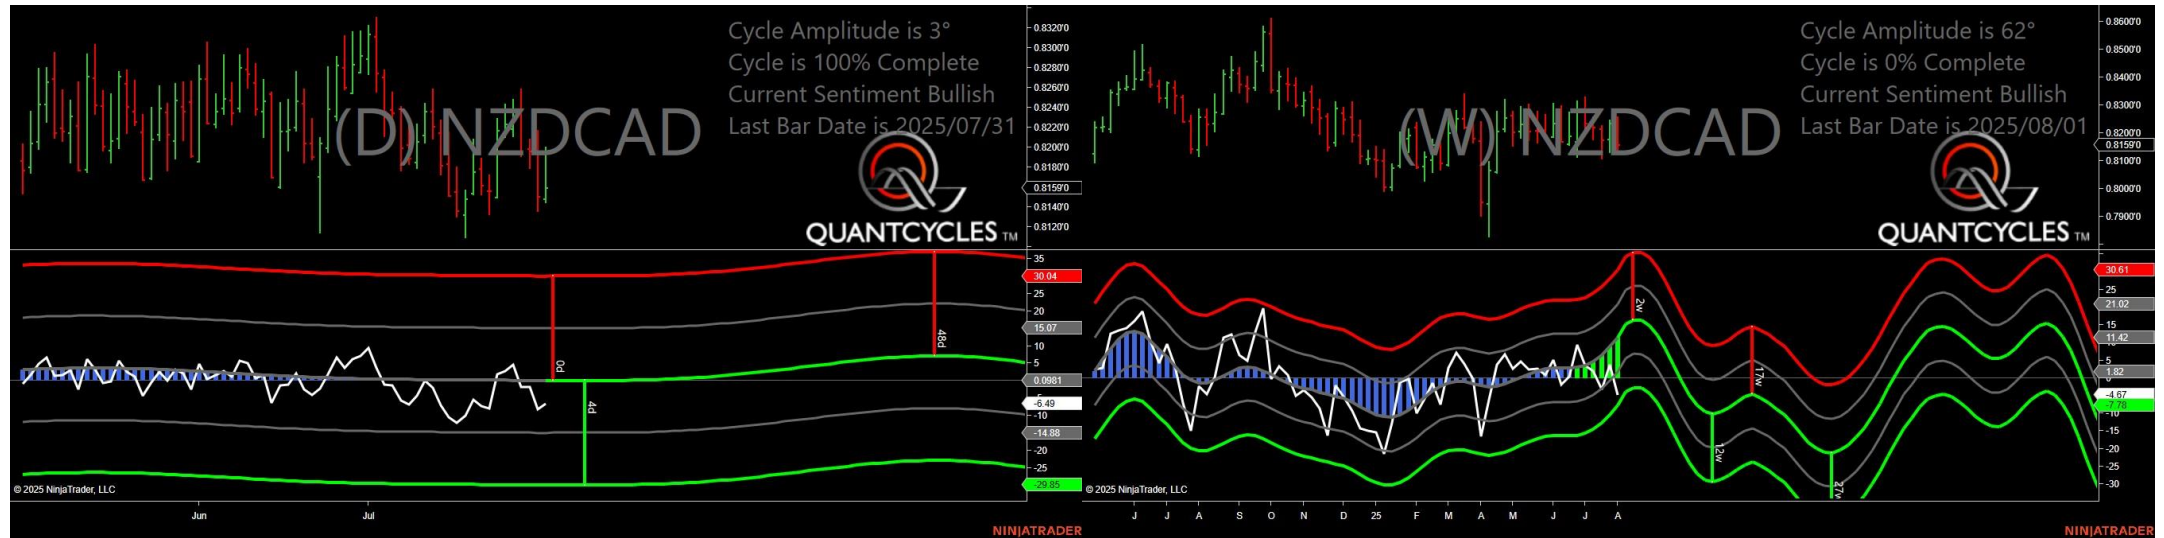 Cycle Amplitude is 3°
Cycle is 100% Complete
Current Sentiment Bullish
Last Bar Date is 2025/07/31
(D) NZDCAD
QUANTCYCLES TM
0.8320'0
0.8300'0
0.8280'0
0.8260'0
0.8240'0
0.8220'0
0.8200'0
0.8180'0
0.8159'0
0.8140'0
0.8120'0
35
30.04
25
20
15.07
10
5
0.0981
-6.49
-10
-14.88
-20
-25
-29.85
0d
4d
48d
© 2025 NinjaTrader, LLC
Jun Jul
NINJATRADER
Cycle Amplitude is 62°
Cycle is 0% Complete
Current Sentiment Bullish
Last Bar Date is 2025/08/01
(W) NZDCAD
QUANTCYCLES TM
0.8600'0
0.8500'0
0.8400'0
0.8300'0
0.8200'0
0.8159'0
0.8100'0
0.8000'0
0.7900'0
30.61
25
21.02
15
11.42
5
1.82
-4.67
-7.78
-10
-15
-20
-25
-30
2w
12w
17w
27w
© 2025 NinjaTrader, LLC
J J A S O N D 25 F M A M J J A
NINJATRADER